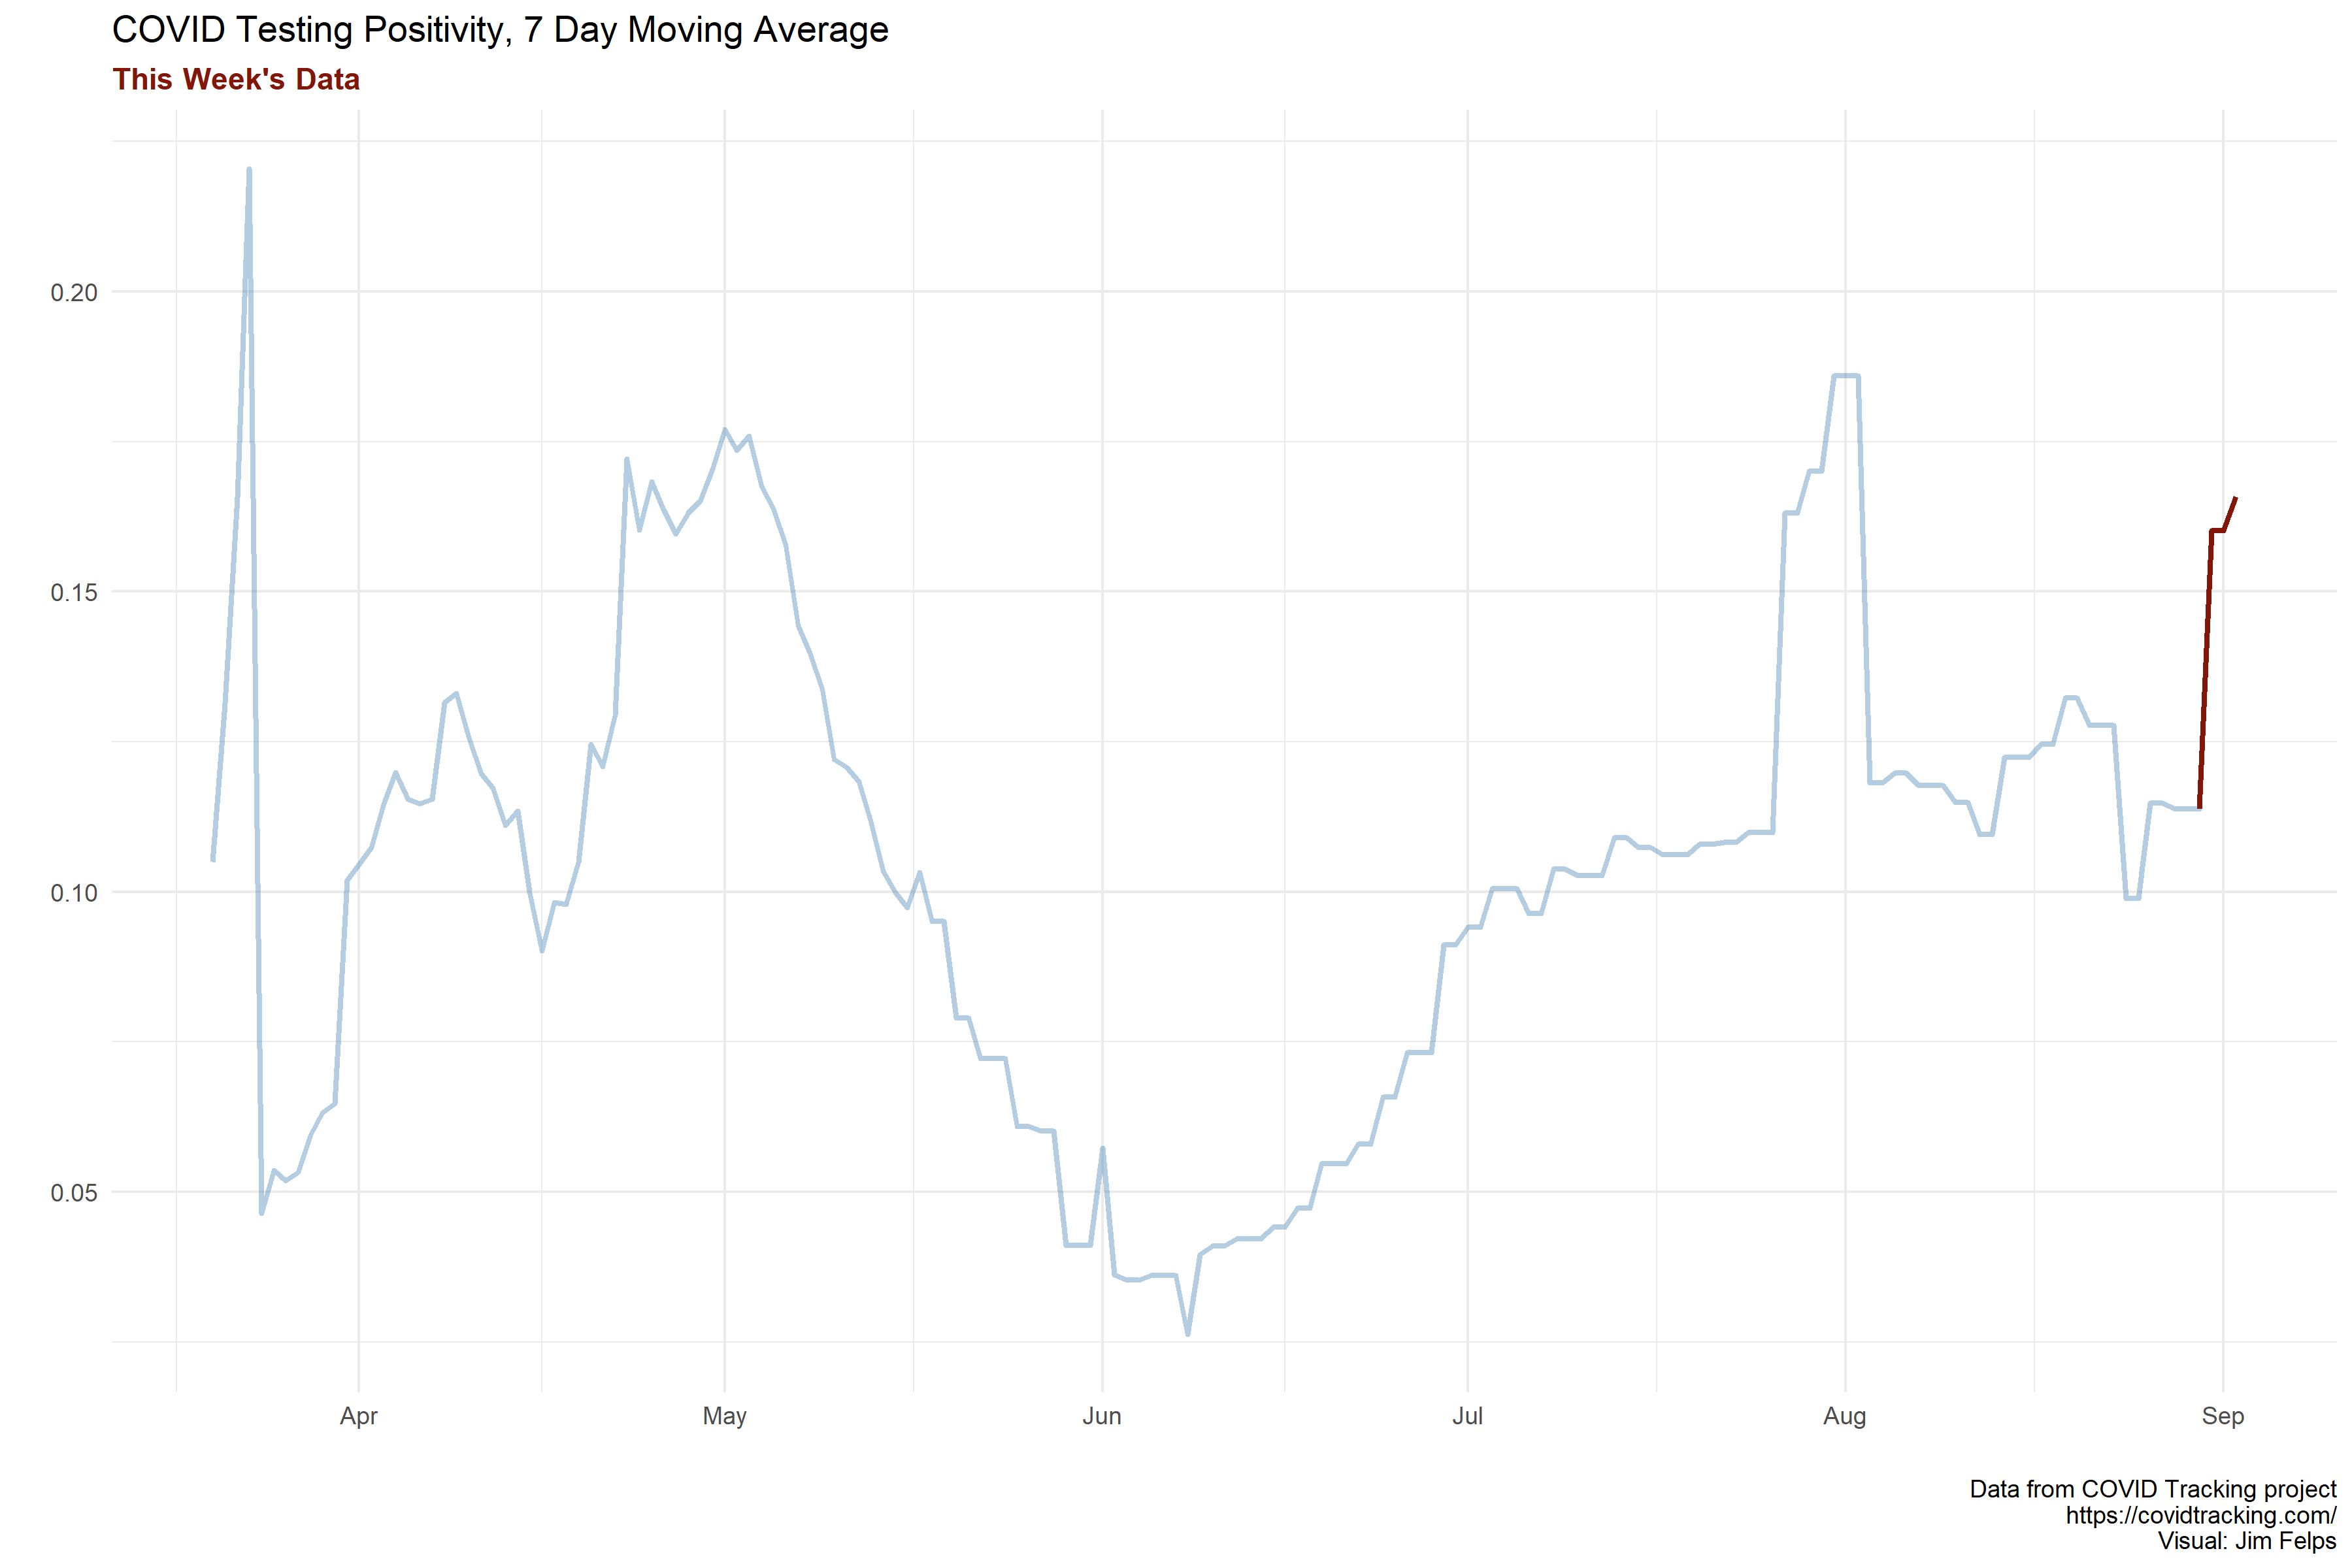 COVID Testing Positivity, 7 Day Moving Average
This Week's Data
0.20
0.15
0.10
0.05
Apr May Jun Jul Aug Sep
Data from COVID Tracking project
https://covidtracking.com/
Visual: Jim Felps